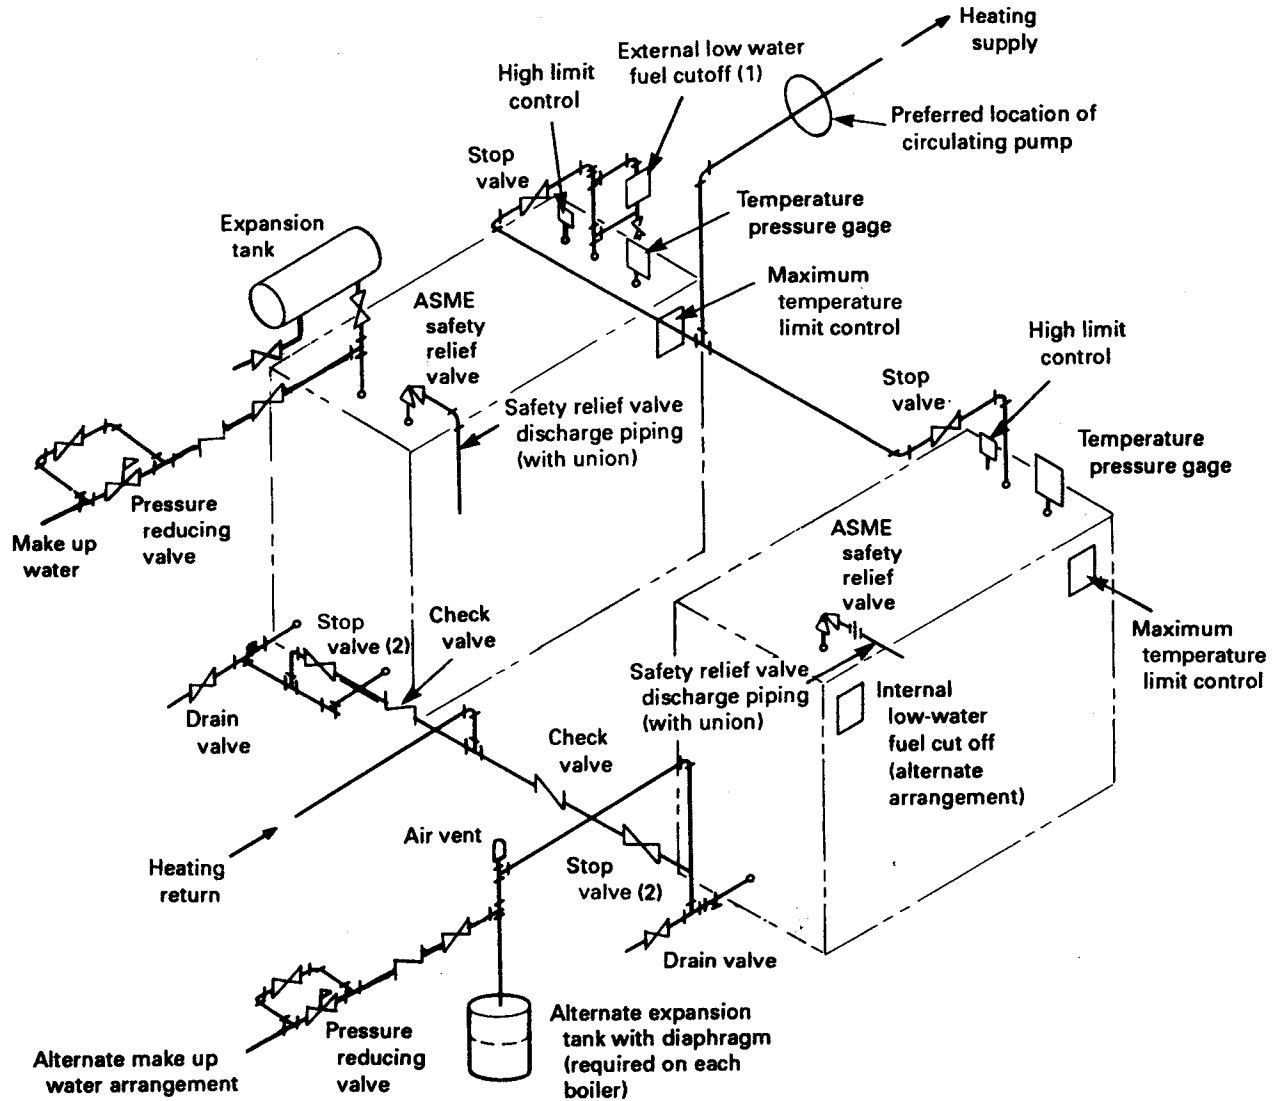 Heating
supply
External low water
fuel cutoff (1)
High limit
control
Preferred location of
circulating pump
Stop
valve
Temperature
pressure gage
Expansion
tank
Maximum
temperature
limit control
ASME
safety
relief
valve
High limit
control
Stop
valve
Safety relief valve
discharge piping
(with union)
Temperature
pressure gage
Pressure
reducing
valve
Make up
water
ASME
safety
relief
valve
Stop
valve (2)
Check
valve
Maximum
temperature
limit control
Safety relief valve
discharge piping
(with union)
Internal
low-water
fuel cut off
(alternate
arrangement)
Drain
valve
Check
valve
Air vent
Heating
return
Stop
valve (2)
Drain valve
Alternate expansion
tank with diaphragm
(required on each
boiler)
Pressure
reducing
valve
Alternate make up
water arrangement